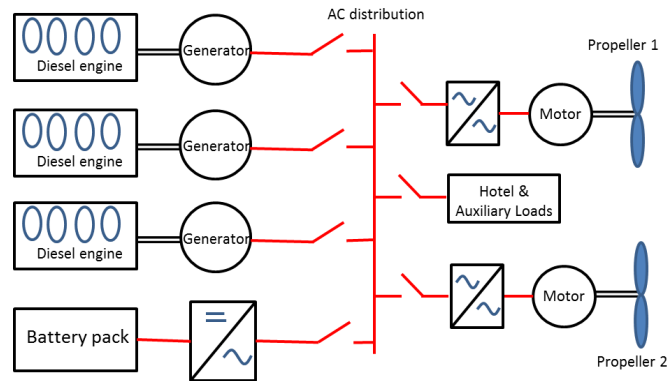 AC distribution
Diesel engine
Generator
Propeller 1
Motor
Diesel engine
Generator
Hotel &
Auxiliary Loads
Diesel engine
Generator
Motor
Battery pack
Propeller 2